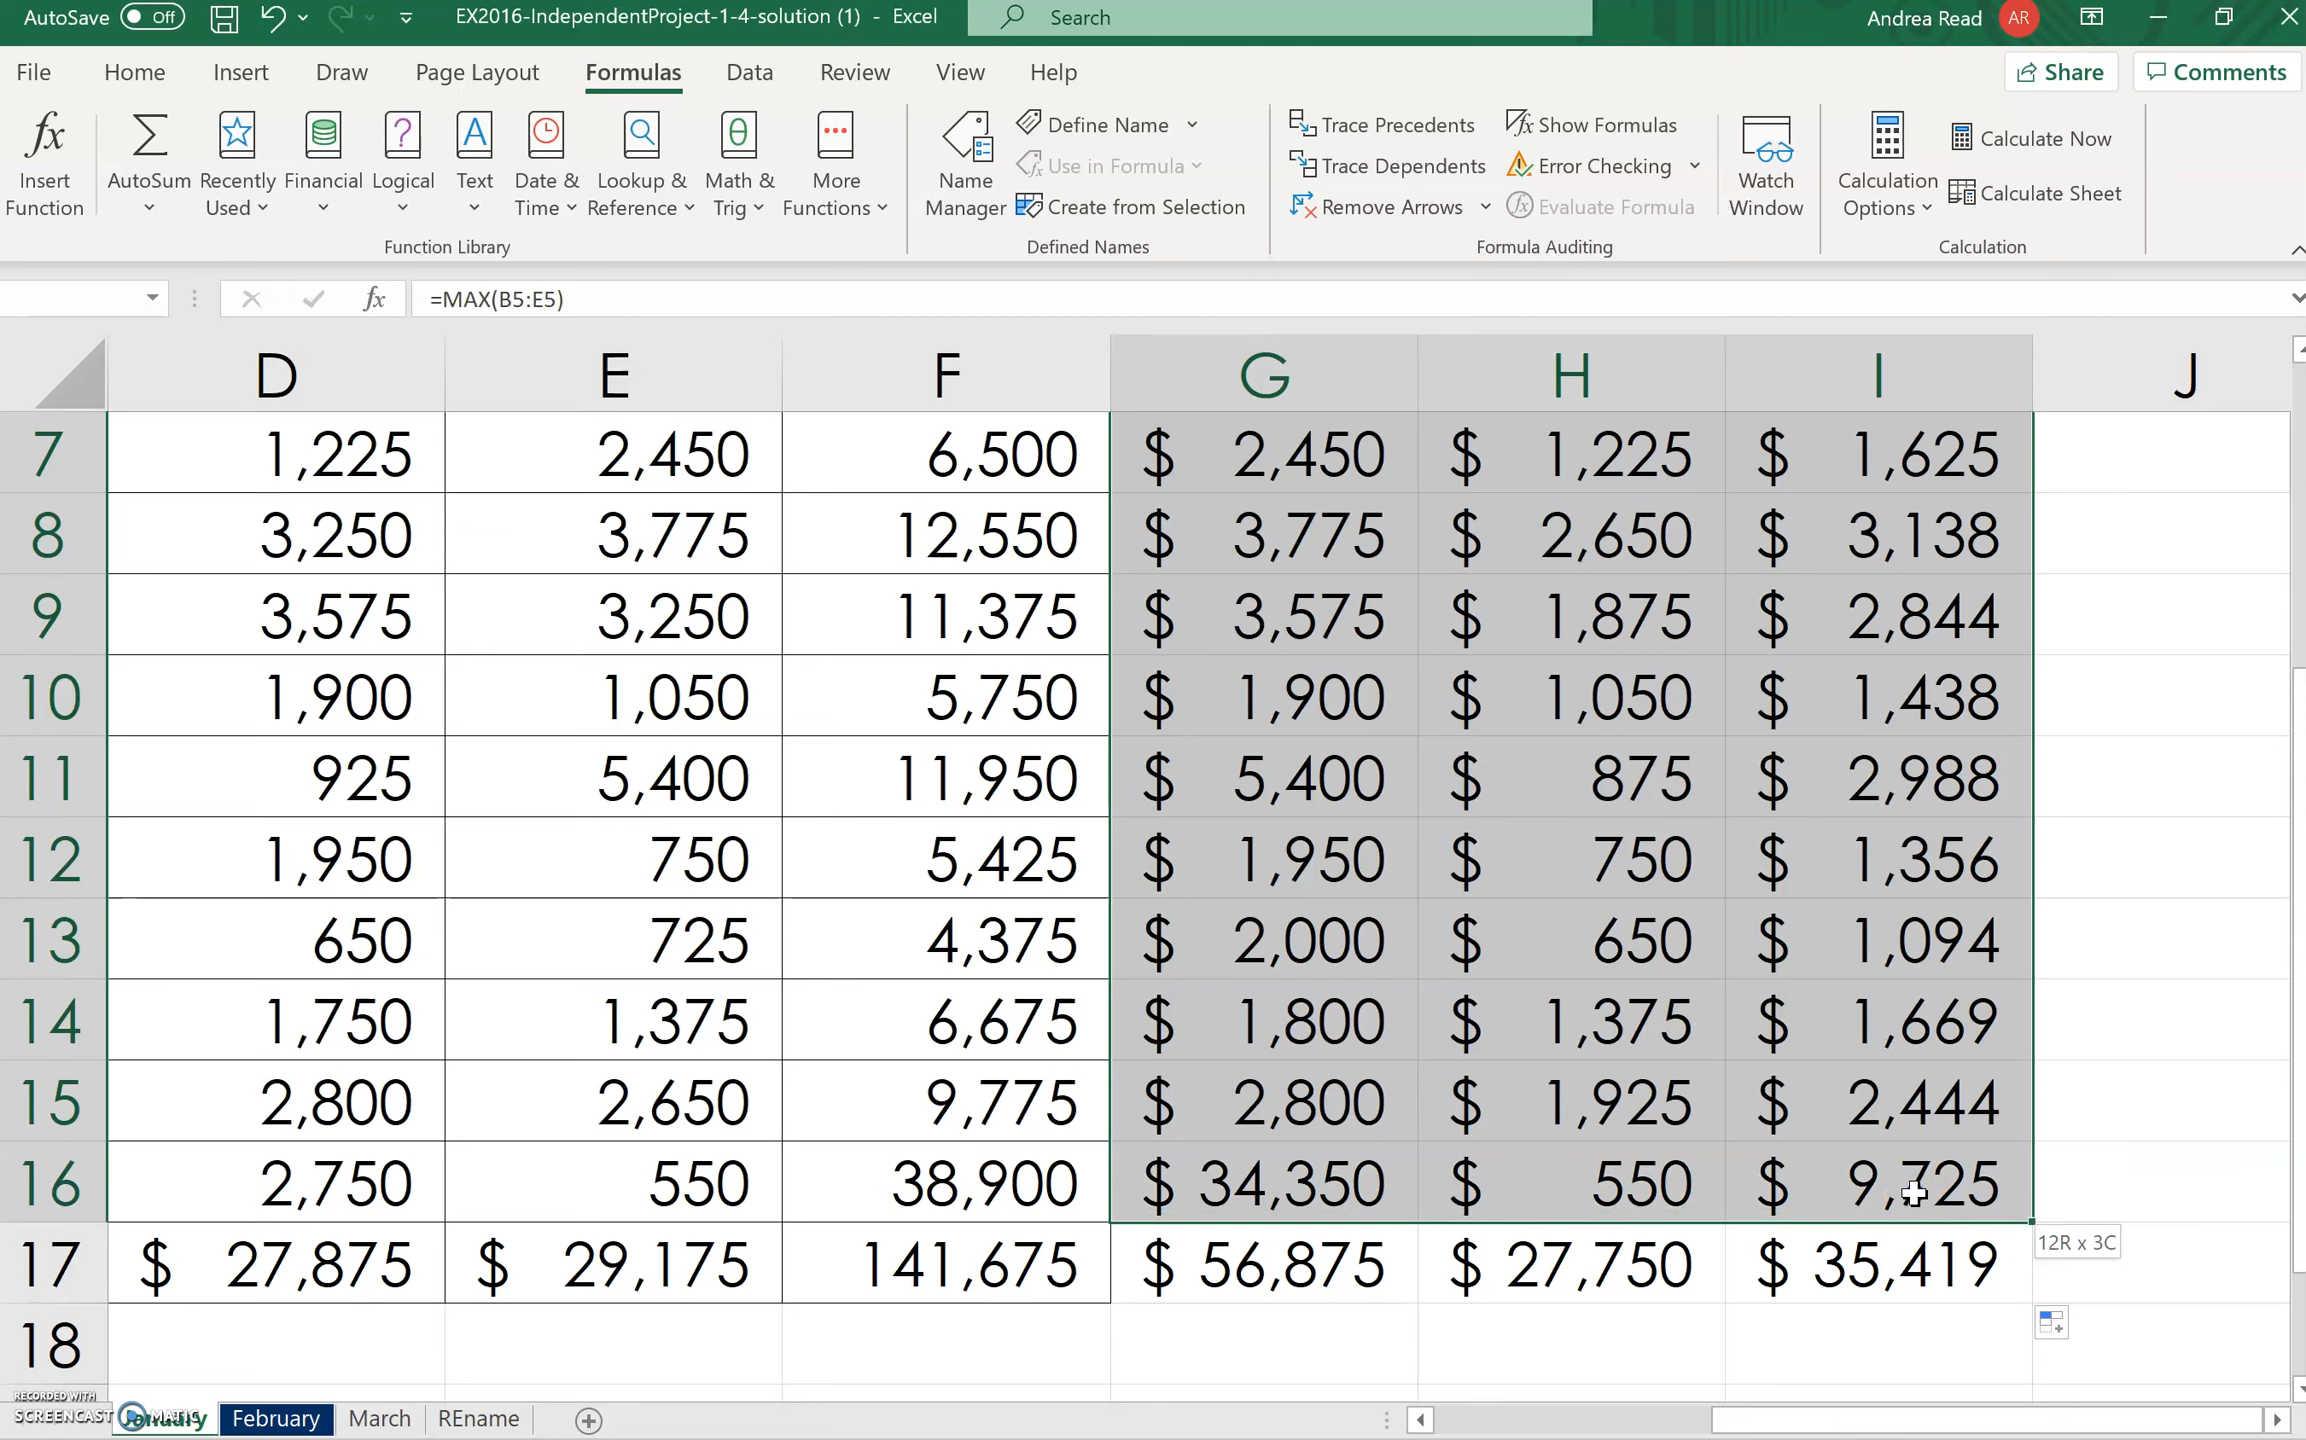 AutoSave Off EX2016-IndependentProject-1-4-solution (1) - Excel Search Andrea Read AR
File Home Insert Draw Page Layout Formulas Data Review View Help Share Comments
Insert Function
AutoSum
Recently Used
Financial
Logical
Text
Date & Time
Lookup & Reference
Math & Trig
More Functions
Function Library
Name Manager
Define Name
Use in Formula
Create from Selection
Defined Names
Trace Precedents
Trace Dependents
Remove Arrows
Show Formulas
Error Checking
Evaluate Formula
Formula Auditing
Watch Window
Calculation Options
Calculate Now
Calculate Sheet
Calculation
fx =MAX(B5:E5)
D E F G H I J
7 1,225 2,450 6,500 $ 2,450 $ 1,225 $ 1,625
8 3,250 3,775 12,550 $ 3,775 $ 2,650 $ 3,138
9 3,575 3,250 11,375 $ 3,575 $ 1,875 $ 2,844
10 1,900 1,050 5,750 $ 1,900 $ 1,050 $ 1,438
11 925 5,400 11,950 $ 5,400 $ 875 $ 2,988
12 1,950 750 5,425 $ 1,950 $ 750 $ 1,356
13 650 725 4,375 $ 2,000 $ 650 $ 1,094
14 1,750 1,375 6,675 $ 1,800 $ 1,375 $ 1,669
15 2,800 2,650 9,775 $ 2,800 $ 1,925 $ 2,444
16 2,750 550 38,900 $ 34,350 $ 550 $ 9,725
17 $ 27,875 $ 29,175 141,675 $ 56,875 $ 27,750 $ 35,419
12R x 3C
18
RECORDED WITH
SCREENCAST MATIC
January February March REname